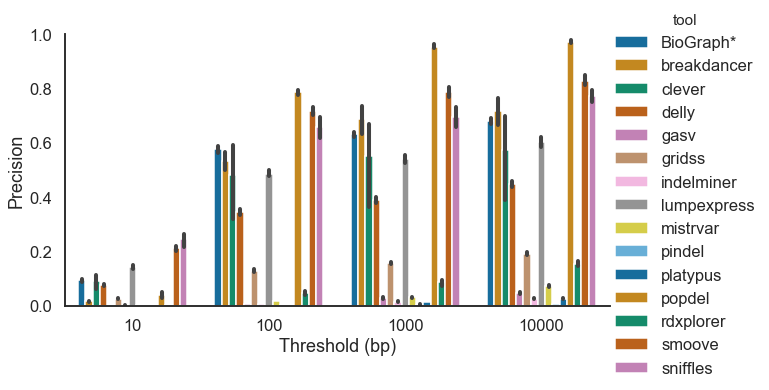 tool
BioGraph*
breakdancer
clever
delly
gasv
gridss
indelminer
lumpexpress
mistrvar
pindel
platypus
popdel
rdxplorer
smoove
sniffles
Precision
1.0
0.8
0.6
0.4
0.2
0.0
10
100
1000
10000
Threshold (bp)